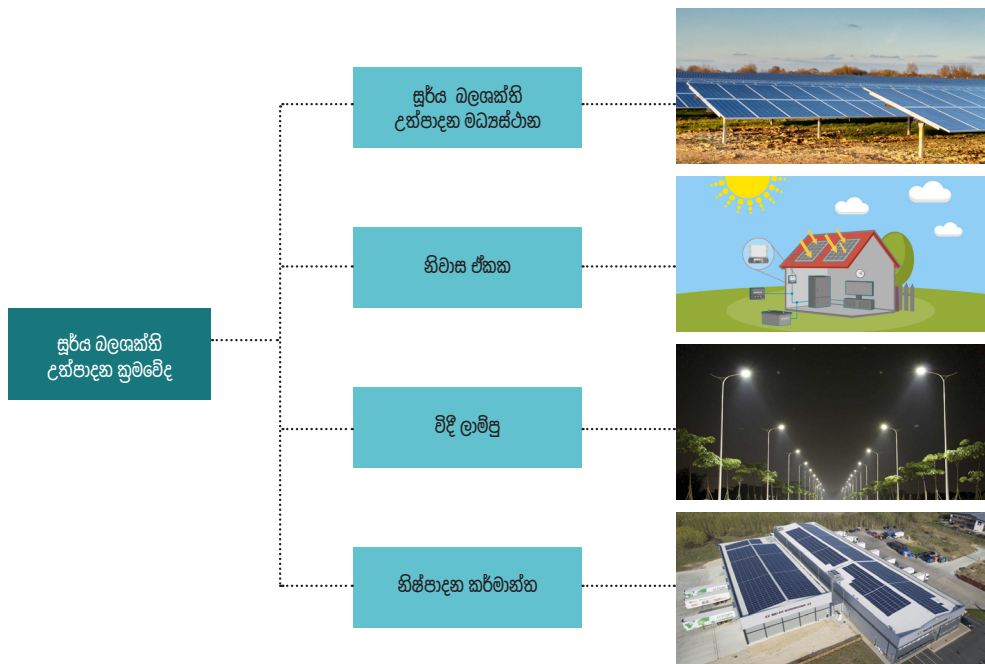 සූර්ය බලශක්ති
උත්පාදන මධ්‍යස්ථාන
නිවාස ඒකක
සූර්ය බලශක්ති
උත්පාදන ක්‍රමවේද
විදී ලාම්පු
නිෂ්පාදන කර්මාන්ත